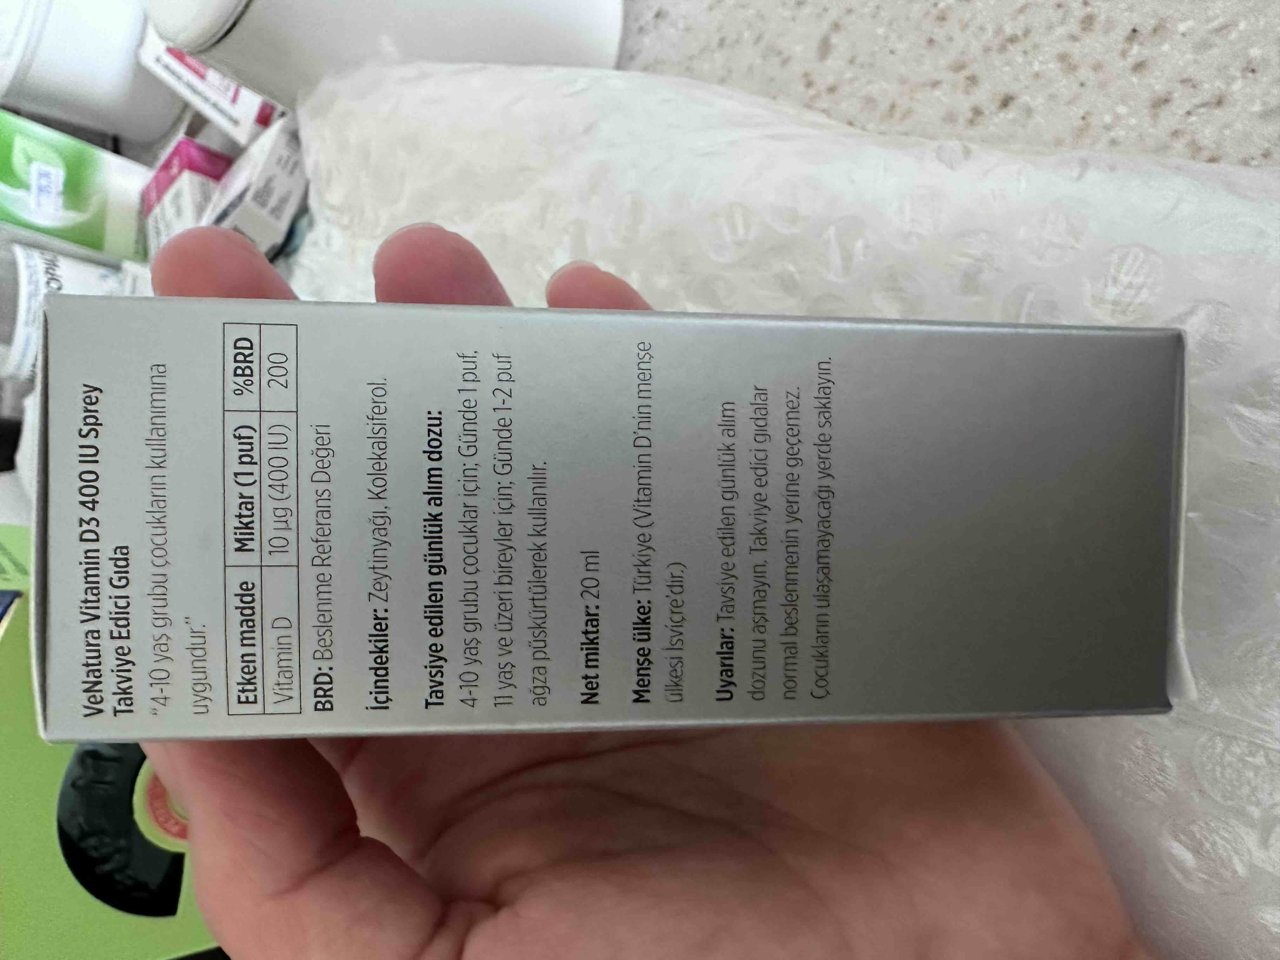 VeNatura Vitamin D3 400 IU Sprey
Takviye Edici Gıda
“4-10 yaş grubu çocukların kullanımına
uygundur.”
Etken madde Miktar (1 puf) %BRD
Vitamin D 10 µg (400 IU) 200
BRD: Beslenme Referans Değeri
İçindekiler: Zeytinyağı, Kolekalsiferol.
Tavsiye edilen günlük alım dozu:
4-10 yaş grubu çocuklar için; Günde 1 puf,
11 yaş ve üzeri bireyler için; Günde 1-2 puf
ağza püskürtülerek kullanılır.
Net miktar: 20 ml
Menşe ülke: Türkiye (Vitamin D’nin menşe
ülkesi İsviçre’dir.)
Uyarılar: Tavsiye edilen günlük alım
dozunu aşmayın. Takviye edici gıdalar
normal beslenmenin yerine geçemez.
Çocukların ulaşamayacağı yerde saklayın.